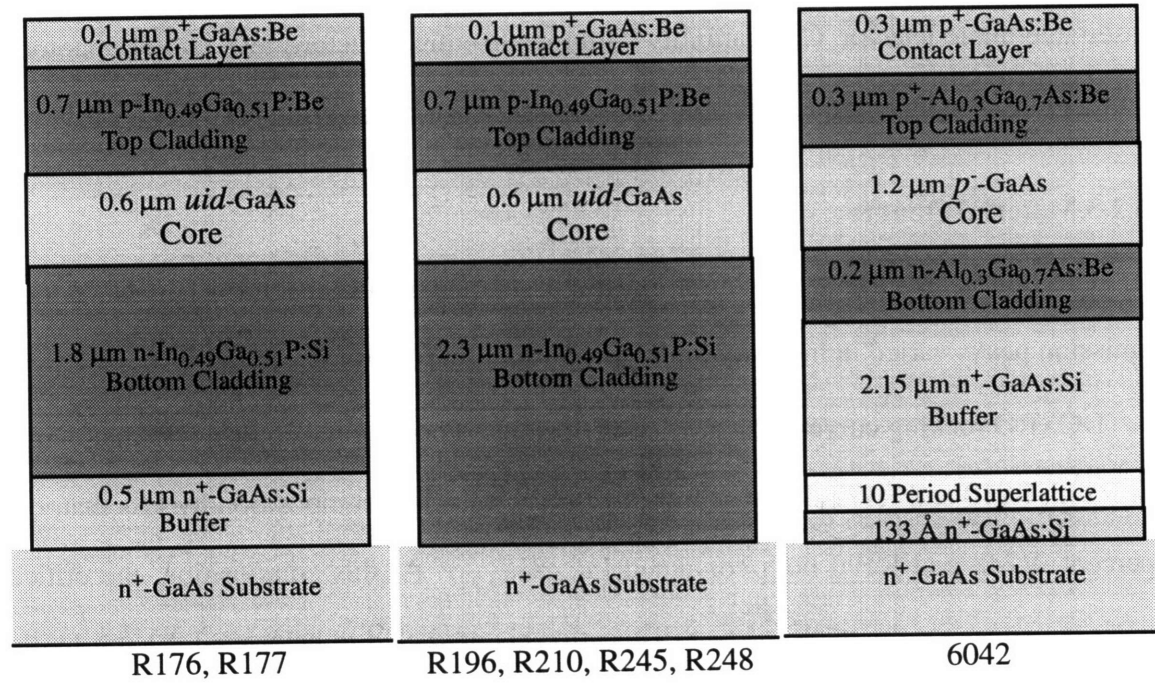 0.1 µm p⁺-GaAs:Be
Contact Layer
0.7 µm p-In₀.₄₉Ga₀.₅₁P:Be
Top Cladding
0.6 µm uid-GaAs
Core
1.8 µm n-In₀.₄₉Ga₀.₅₁P:Si
Bottom Cladding
0.5 µm n⁺-GaAs:Si
Buffer
n⁺-GaAs Substrate
R176, R177
0.1 µm p⁺-GaAs:Be
Contact Layer
0.7 µm p-In₀.₄₉Ga₀.₅₁P:Be
Top Cladding
0.6 µm uid-GaAs
Core
2.3 µm n-In₀.₄₉Ga₀.₅₁P:Si
Bottom Cladding
n⁺-GaAs Substrate
R196, R210, R245, R248
0.3 µm p⁺-GaAs:Be
Contact Layer
0.3 µm p⁺-Al₀.₃Ga₀.₇As:Be
Top Cladding
1.2 µm p⁻-GaAs
Core
0.2 µm n-Al₀.₃Ga₀.₇As:Be
Bottom Cladding
2.15 µm n⁺-GaAs:Si
Buffer
10 Period Superlattice
133 Å n⁺-GaAs:Si
n⁺-GaAs Substrate
6042